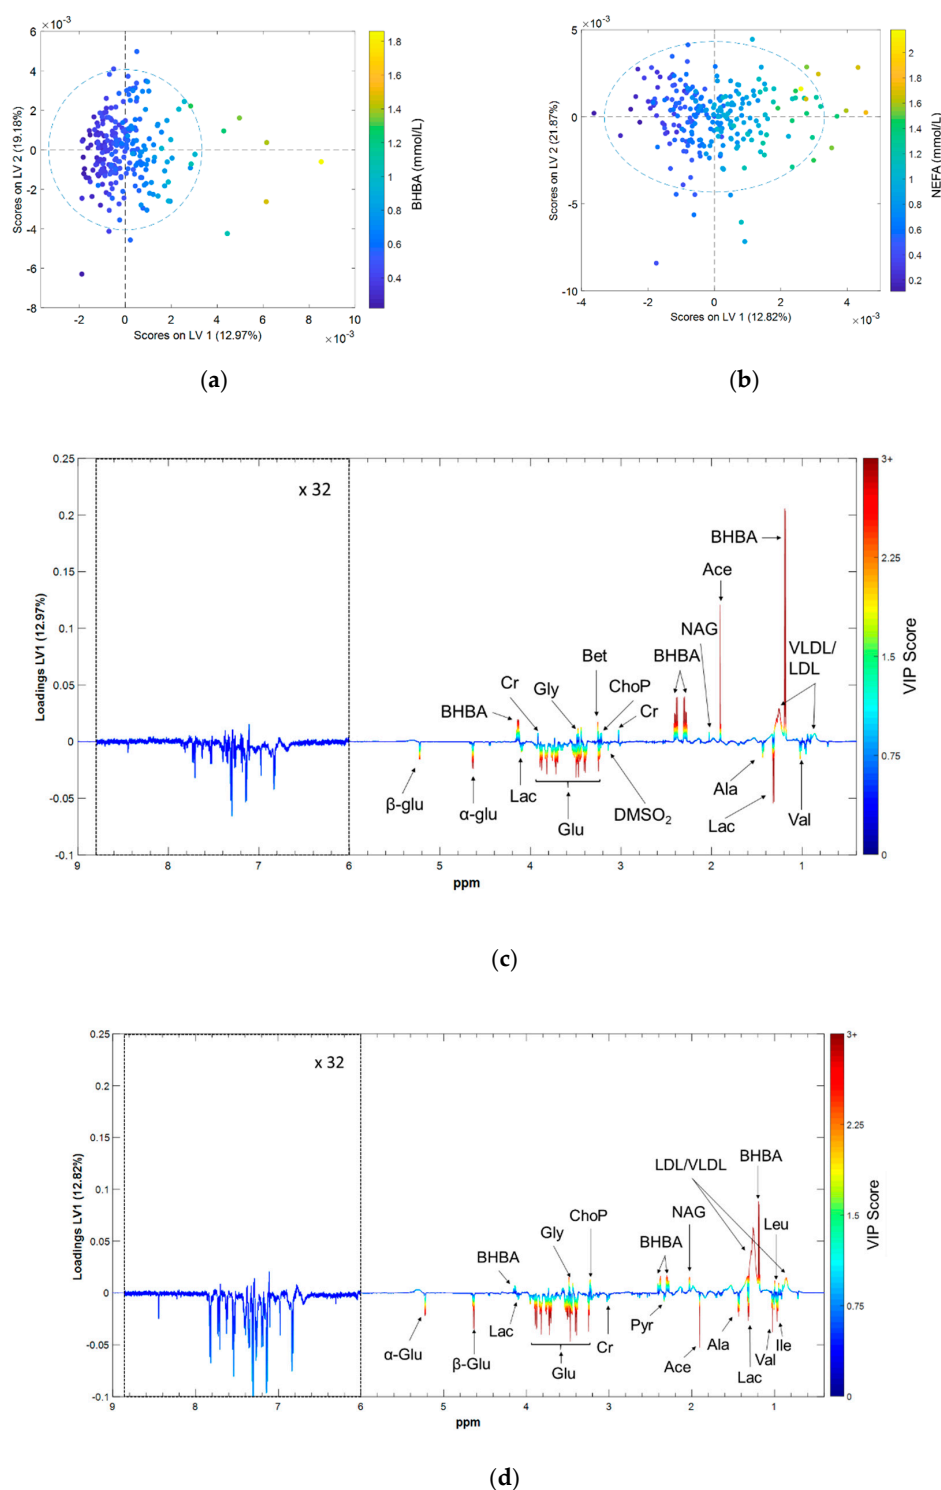 ×10⁻³
6
4
2
0
-2
-4
-6
-8
Scores on LV 2 (19.18%)
-2 0 2 4 6 8 10
Scores on LV 1 (12.97%)
×10⁻³
1.8
1.6
1.4
1.2
1
0.8
0.6
0.4
BHBA (mmol/L)
(a)
×10⁻³
5
0
-5
-10
Scores on LV 2 (21.87%)
-4 -2 0 2 4
Scores on LV 1 (12.82%)
×10⁻³
2
1.8
1.6
1.4
1.2
1
0.8
0.6
0.4
0.2
NEFA (mmol/L)
(b)
0.25
0.2
0.15
0.1
0.05
0
-0.05
-0.1
Loadings LV1 (12.97%)
x 32
BHBA
Ace
NAG
VLDL/
LDL
Bet
BHBA
Cr
Gly
ChoP
BHBA
Cr
β-glu
α-glu
Lac
Glu
DMSO₂
Ala
Lac
Val
9 8 7 6 5 4 3 2 1
ppm
3+
2.25
1.5
0.75
0
VIP Score
(c)
0.25
0.2
0.15
0.1
0.05
0
-0.05
-0.1
Loadings LV1 (12.82%)
x 32
BHBA
LDL/VLDL
ChoP
NAG
Leu
Gly
BHBA
BHBA
Lac
Pyr
α-Glu
β-Glu
Glu
Cr
Ace
Ala
Val
Ile
Lac
9 8 7 6 5 4 3 2 1
ppm
3+
2.25
1.5
0.75
0
VIP Score
(d)